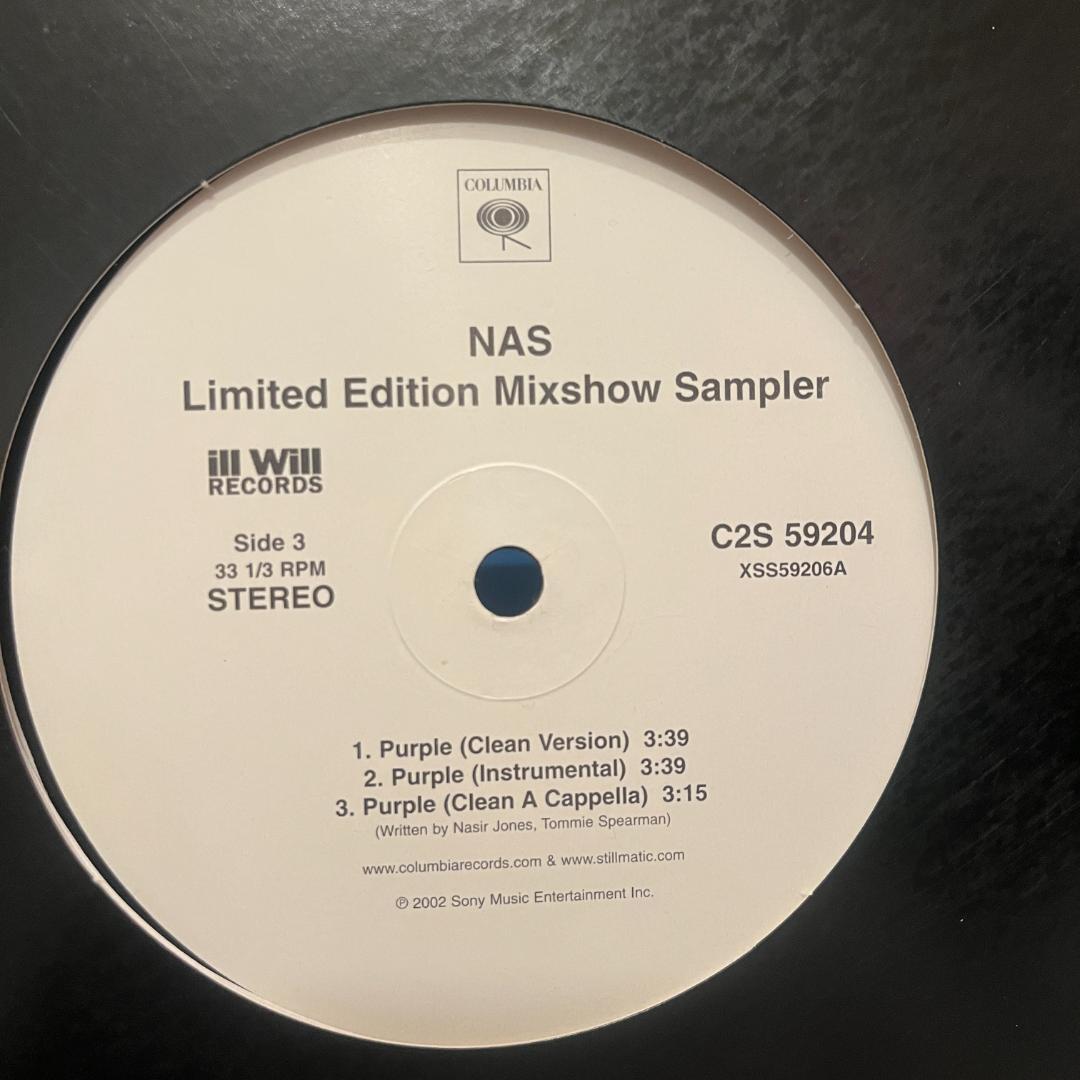 COLUMBIA
NAS
Limited Edition Mixshow Sampler
ill Will
RECORDS
Side 3
33 1/3 RPM
STEREO
C2S 59204
XSS59206A
1. Purple (Clean Version) 3:39
2. Purple (Instrumental) 3:39
3. Purple (Clean A Cappella) 3:15
(Written by Nasir Jones, Tommie Spearman)
www.columbiarecords.com & www.stillmatic.com
℗ 2002 Sony Music Entertainment Inc.